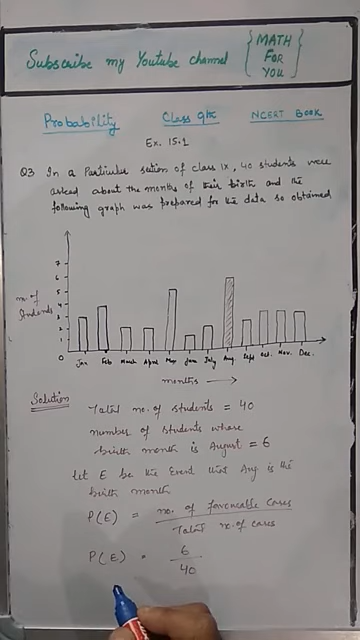 Subscribe my Youtube channel { MATH FOR YOU }
Probability Class 9th NCERT BOOK
Ex. 15.1
Q3 In a Particular section of class IX, 40 students were
asked about the months of their birth and the
following graph was prepared for the data so obtained
no. of
Students
7
6
5
4
3
2
1
0
Jan Feb March April May June July Aug. Sept Oct. Nov. Dec.
months →
Solution
Total no. of students = 40
number of students whose
birth month is August = 6
Let E be the Event that Aug. is the
birth month
P(E) = no. of favourable cases / Total no. of cases
P(E) = 6 / 40